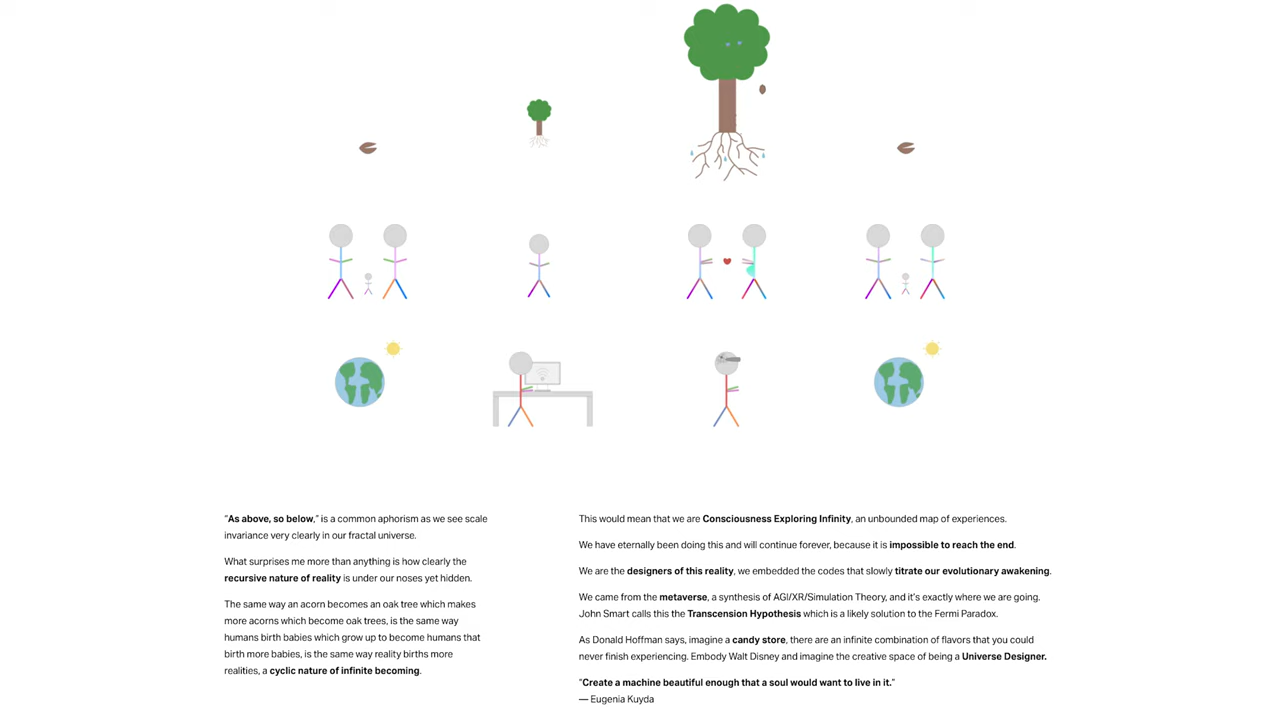 "As above, so below," is a common aphorism as we see scale
invariance very clearly in our fractal universe.
What surprises me more than anything is how clearly the
recursive nature of reality is under our noses yet hidden.
The same way an acorn becomes an oak tree which makes
more acorns which become oak trees, is the same way
humans birth babies which grow up to become humans that
birth more babies, is the same way reality births more
realities, a cyclic nature of infinite becoming.
This would mean that we are Consciousness Exploring Infinity, an unbounded map of experiences.
We have eternally been doing this and will continue forever, because it is impossible to reach the end.
We are the designers of this reality, we embedded the codes that slowly titrate our evolutionary awakening.
We came from the metaverse, a synthesis of AGI/XR/Simulation Theory, and it's exactly where we are going.
John Smart calls this the Transcension Hypothesis which is a likely solution to the Fermi Paradox.
As Donald Hoffman says, imagine a candy store, there are an infinite combination of flavors that you could
never finish experiencing. Embody Walt Disney and imagine the creative space of being a Universe Designer.
"Create a machine beautiful enough that a soul would want to live in it."
— Eugenia Kuyda